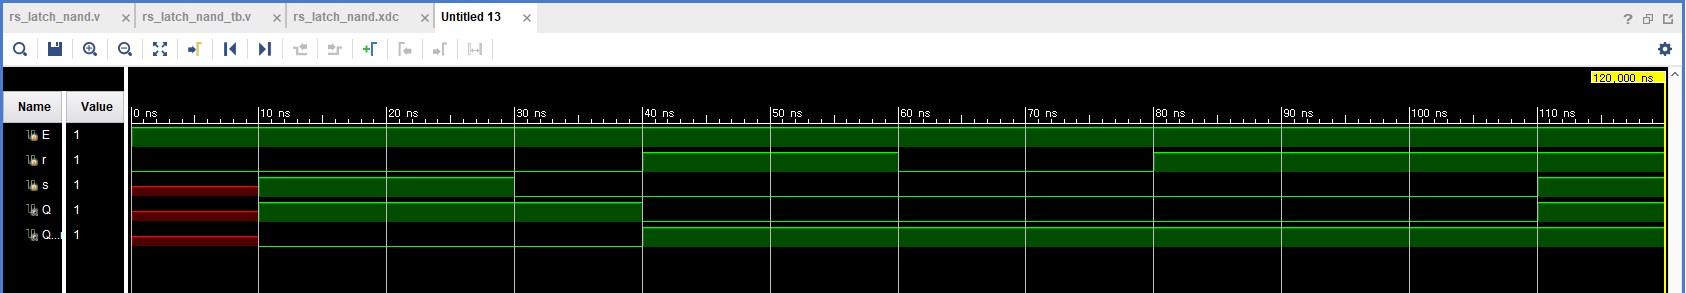 rs_latch_nand.v × rs_latch_nand_tb.v × rs_latch_nand.xdc × Untitled 13 ×
?
120,000 ns
Name Value
0 ns 10 ns 20 ns 30 ns 40 ns 50 ns 60 ns 70 ns 80 ns 90 ns 100 ns 110 ns
E 1
r 1
s 1
Q 1
Q... 1